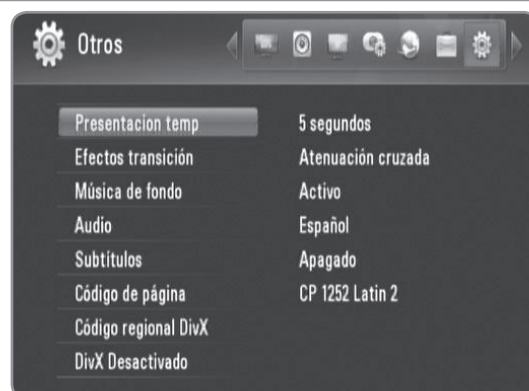 Otros
Presentacion temp 5 segundos
Efectos transición Atenuación cruzada
Música de fondo Activo
Audio Español
Subtítulos Apagado
Código de página CP 1252 Latin 2
Código regional DivX
DivX Desactivado